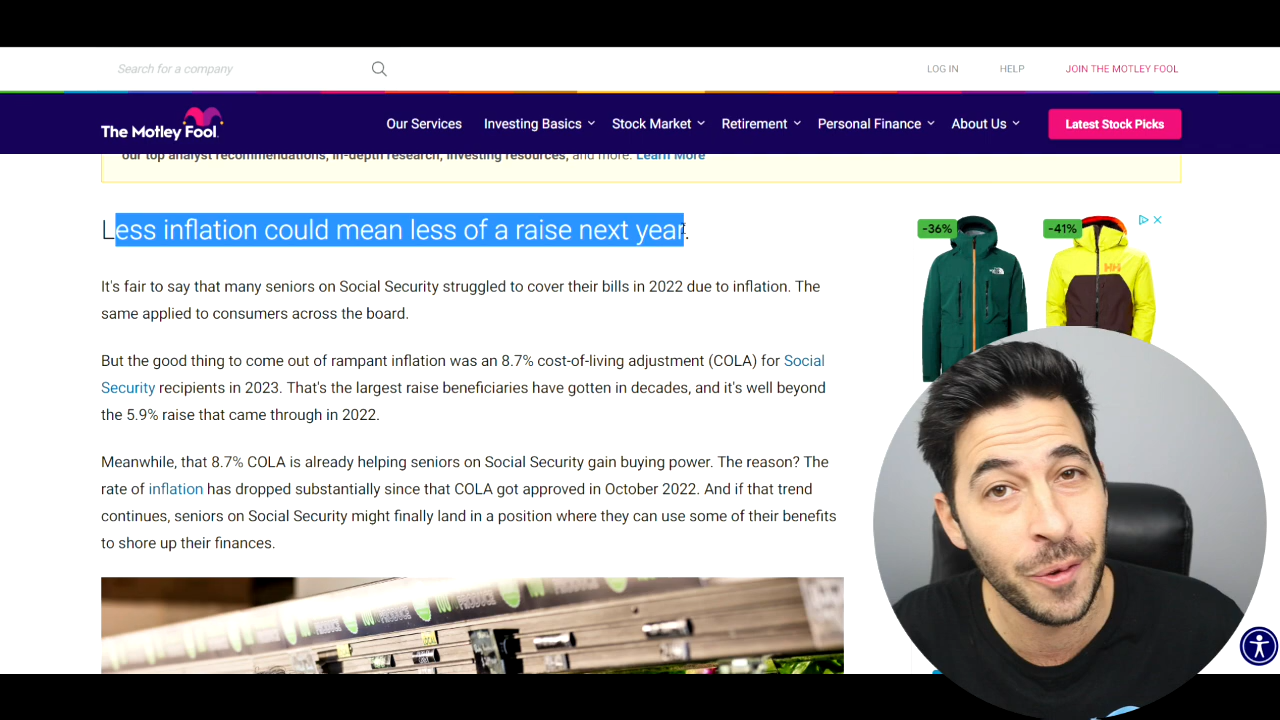 Search for a company
LOG IN HELP JOIN THE MOTLEY FOOL
The Motley Fool. Our Services Investing Basics Stock Market Retirement Personal Finance About Us Latest Stock Picks
our top analyst recommendations, in-depth research, investing resources, and more. Learn More
Less inflation could mean less of a raise next year.
-36% -41%
It's fair to say that many seniors on Social Security struggled to cover their bills in 2022 due to inflation. The
same applied to consumers across the board.
But the good thing to come out of rampant inflation was an 8.7% cost-of-living adjustment (COLA) for Social
Security recipients in 2023. That's the largest raise beneficiaries have gotten in decades, and it's well beyond
the 5.9% raise that came through in 2022.
Meanwhile, that 8.7% COLA is already helping seniors on Social Security gain buying power. The reason? The
rate of inflation has dropped substantially since that COLA got approved in October 2022. And if that trend
continues, seniors on Social Security might finally land in a position where they can use some of their benefits
to shore up their finances.